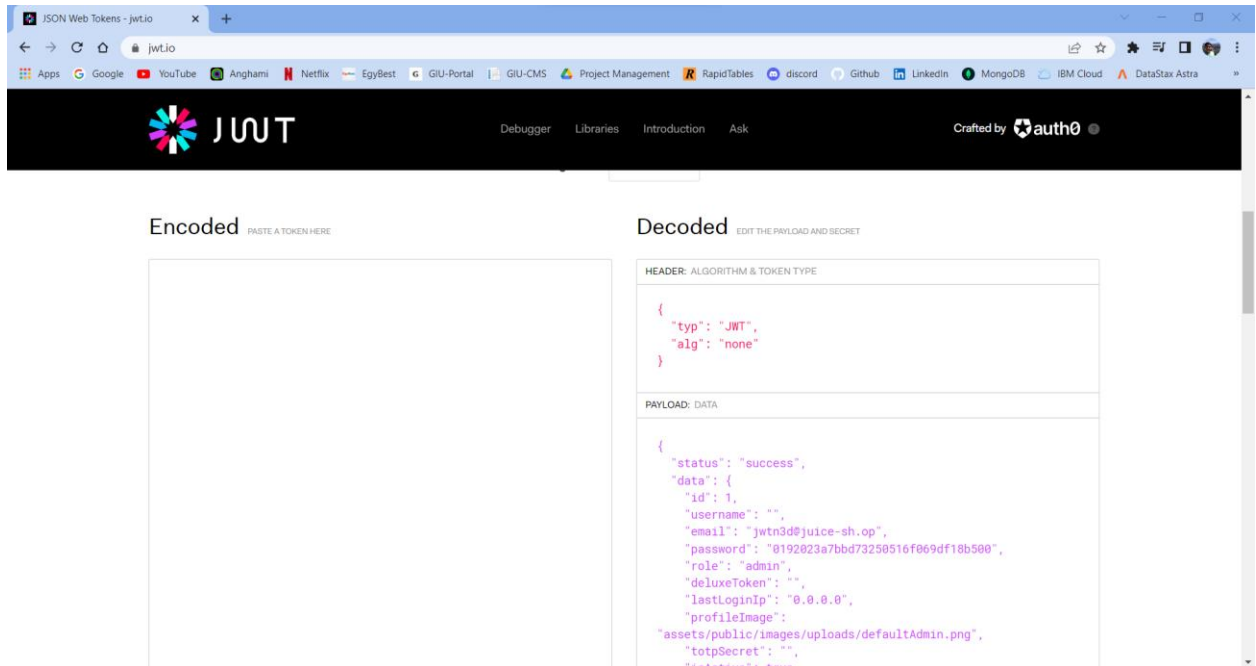 JSON Web Tokens - jwt.io
jwt.io
Apps Google YouTube Anghami Netflix EgyBest GIU-Portal GIU-CMS Project Management RapidTables discord Github LinkedIn MongoDB IBM Cloud DataStax Astra »
JWT Debugger Libraries Introduction Ask Crafted by auth0 ?
Encoded PASTE A TOKEN HERE
Decoded EDIT THE PAYLOAD AND SECRET
HEADER: ALGORITHM & TOKEN TYPE
{
"typ": "JWT",
"alg": "none"
}
PAYLOAD: DATA
{
"status": "success",
"data": {
"id": 1,
"username": "",
"email": "jwtn3d@juice-sh.op",
"password": "0192023a7bbd73250516f069df18b500",
"role": "admin",
"deluxeToken": "",
"lastLoginIp": "0.0.0.0",
"profileImage":
"assets/public/images/uploads/defaultAdmin.png",
"totpSecret": "",